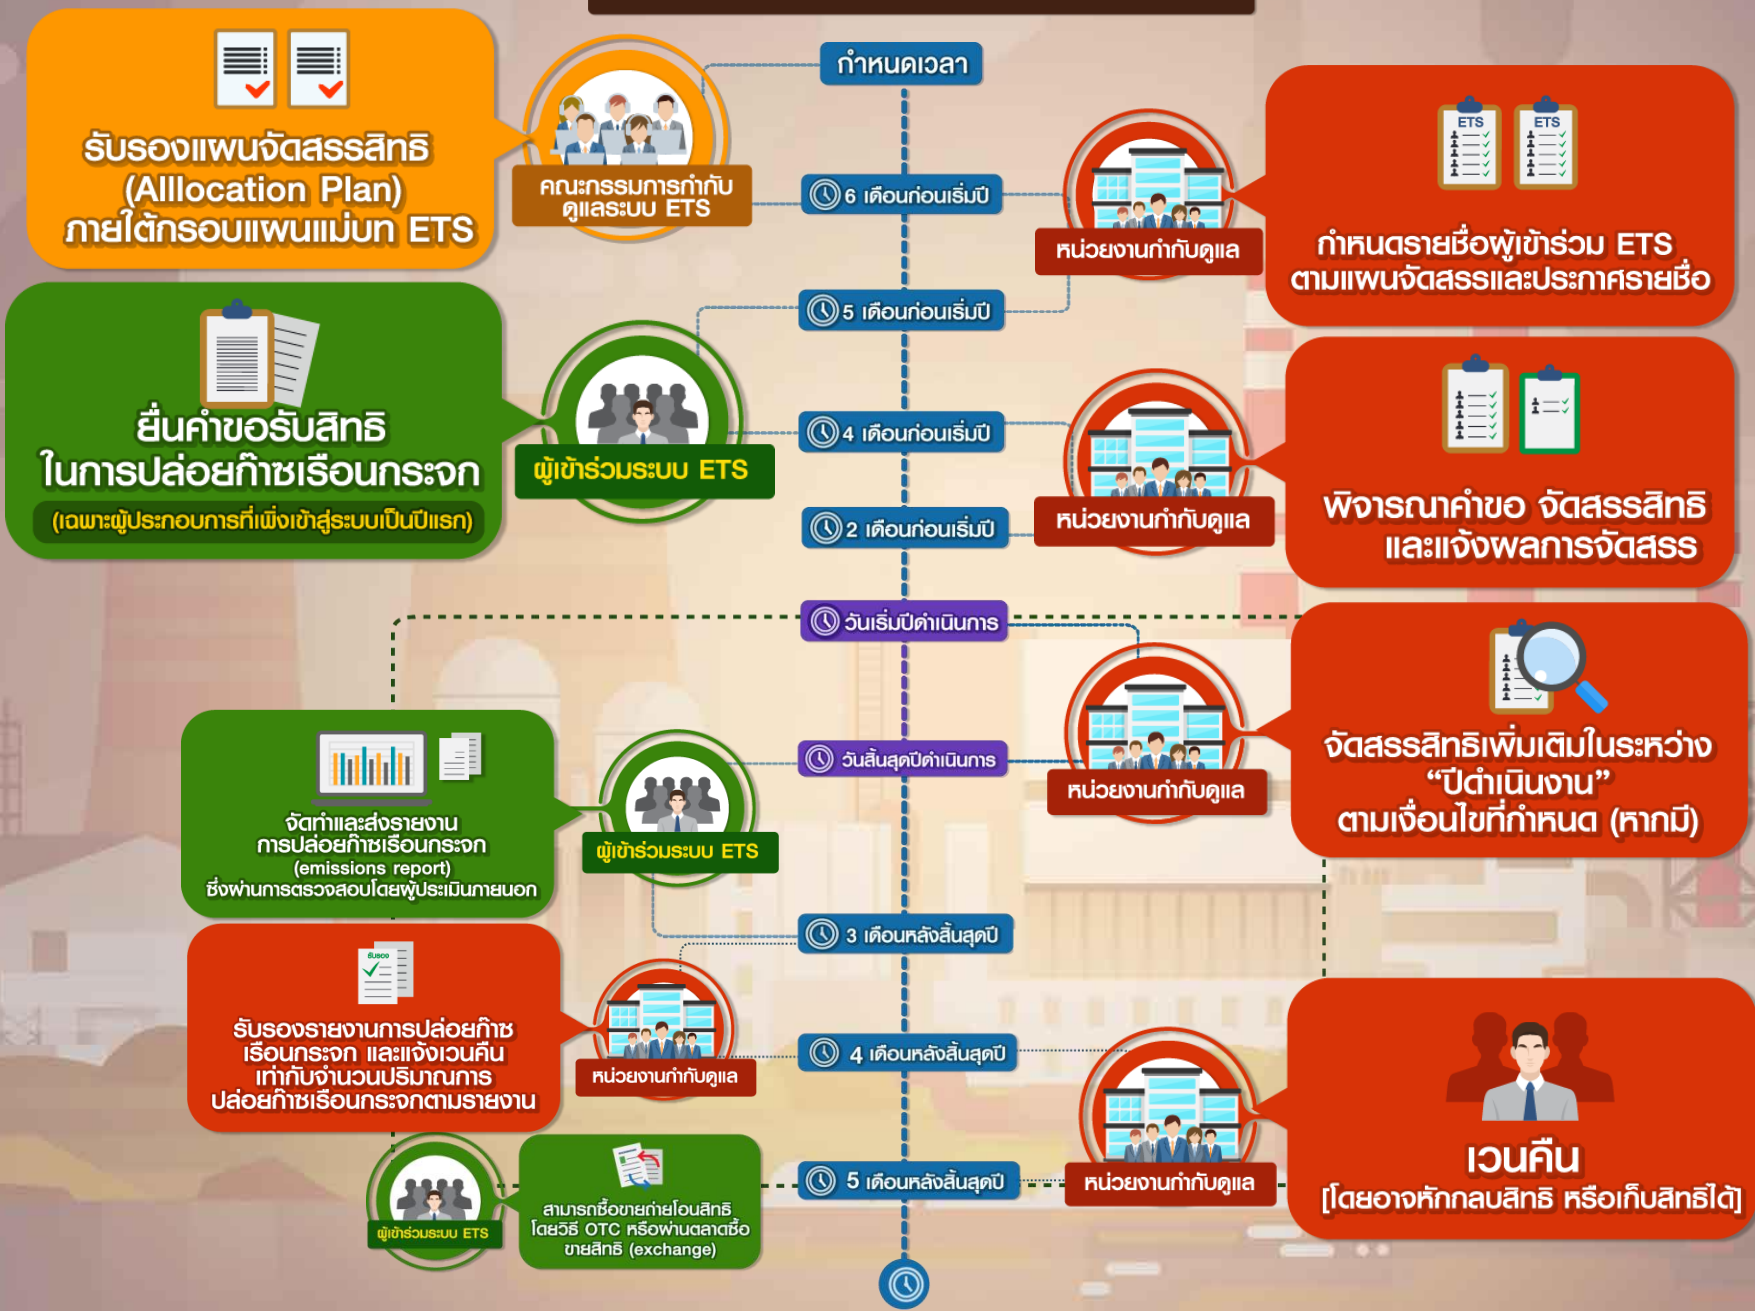 กำหนดเวลา
รับรองแผนจัดสรรสิทธิ
(Alllocation Plan)
ภายใต้กรอบแผนแม่บท ETS
คณะกรรมการกำกับ
ดูแลระบบ ETS
6 เดือนก่อนเริ่มปี
หน่วยงานกำกับดูแล
ETS
ETS
กำหนดรายชื่อผู้เข้าร่วม ETS
ตามแผนจัดสรรและประกาศรายชื่อ
5 เดือนก่อนเริ่มปี
ยื่นคำขอรับสิทธิ
ในการปล่อยก๊าซเรือนกระจก
(เฉพาะผู้ประกอบการที่เพิ่งเข้าสู่ระบบเป็นปีแรก)
ผู้เข้าร่วมระบบ ETS
4 เดือนก่อนเริ่มปี
2 เดือนก่อนเริ่มปี
หน่วยงานกำกับดูแล
พิจารณาคำขอ จัดสรรสิทธิ
และแจ้งผลการจัดสรร
วันเริ่มปีดำเนินการ
วันสิ้นสุดปีดำเนินการ
หน่วยงานกำกับดูแล
จัดสรรสิทธิเพิ่มเติมในระหว่าง
“ปีดำเนินงาน”
ตามเงื่อนไขที่กำหนด (หากมี)
จัดทำและส่งรายงาน
การปล่อยก๊าซเรือนกระจก
(emissions report)
ซึ่งผ่านการตรวจสอบโดยผู้ประเมินภายนอก
ผู้เข้าร่วมระบบ ETS
3 เดือนหลังสิ้นสุดปี
รับรอง
รับรองรายงานการปล่อยก๊าซ
เรือนกระจก และแจ้งเวนคืน
เท่ากับจำนวนปริมาณการ
ปล่อยก๊าซเรือนกระจกตามรายงาน
หน่วยงานกำกับดูแล
4 เดือนหลังสิ้นสุดปี
5 เดือนหลังสิ้นสุดปี
หน่วยงานกำกับดูแล
เวนคืน
[โดยอาจหักกลบสิทธิ หรือเก็บสิทธิได้]
ผู้เข้าร่วมระบบ ETS
สามารถซื้อขายถ่ายโอนสิทธิ
โดยวิธี OTC หรือผ่านตลาดซื้อ
ขายสิทธิ (exchange)